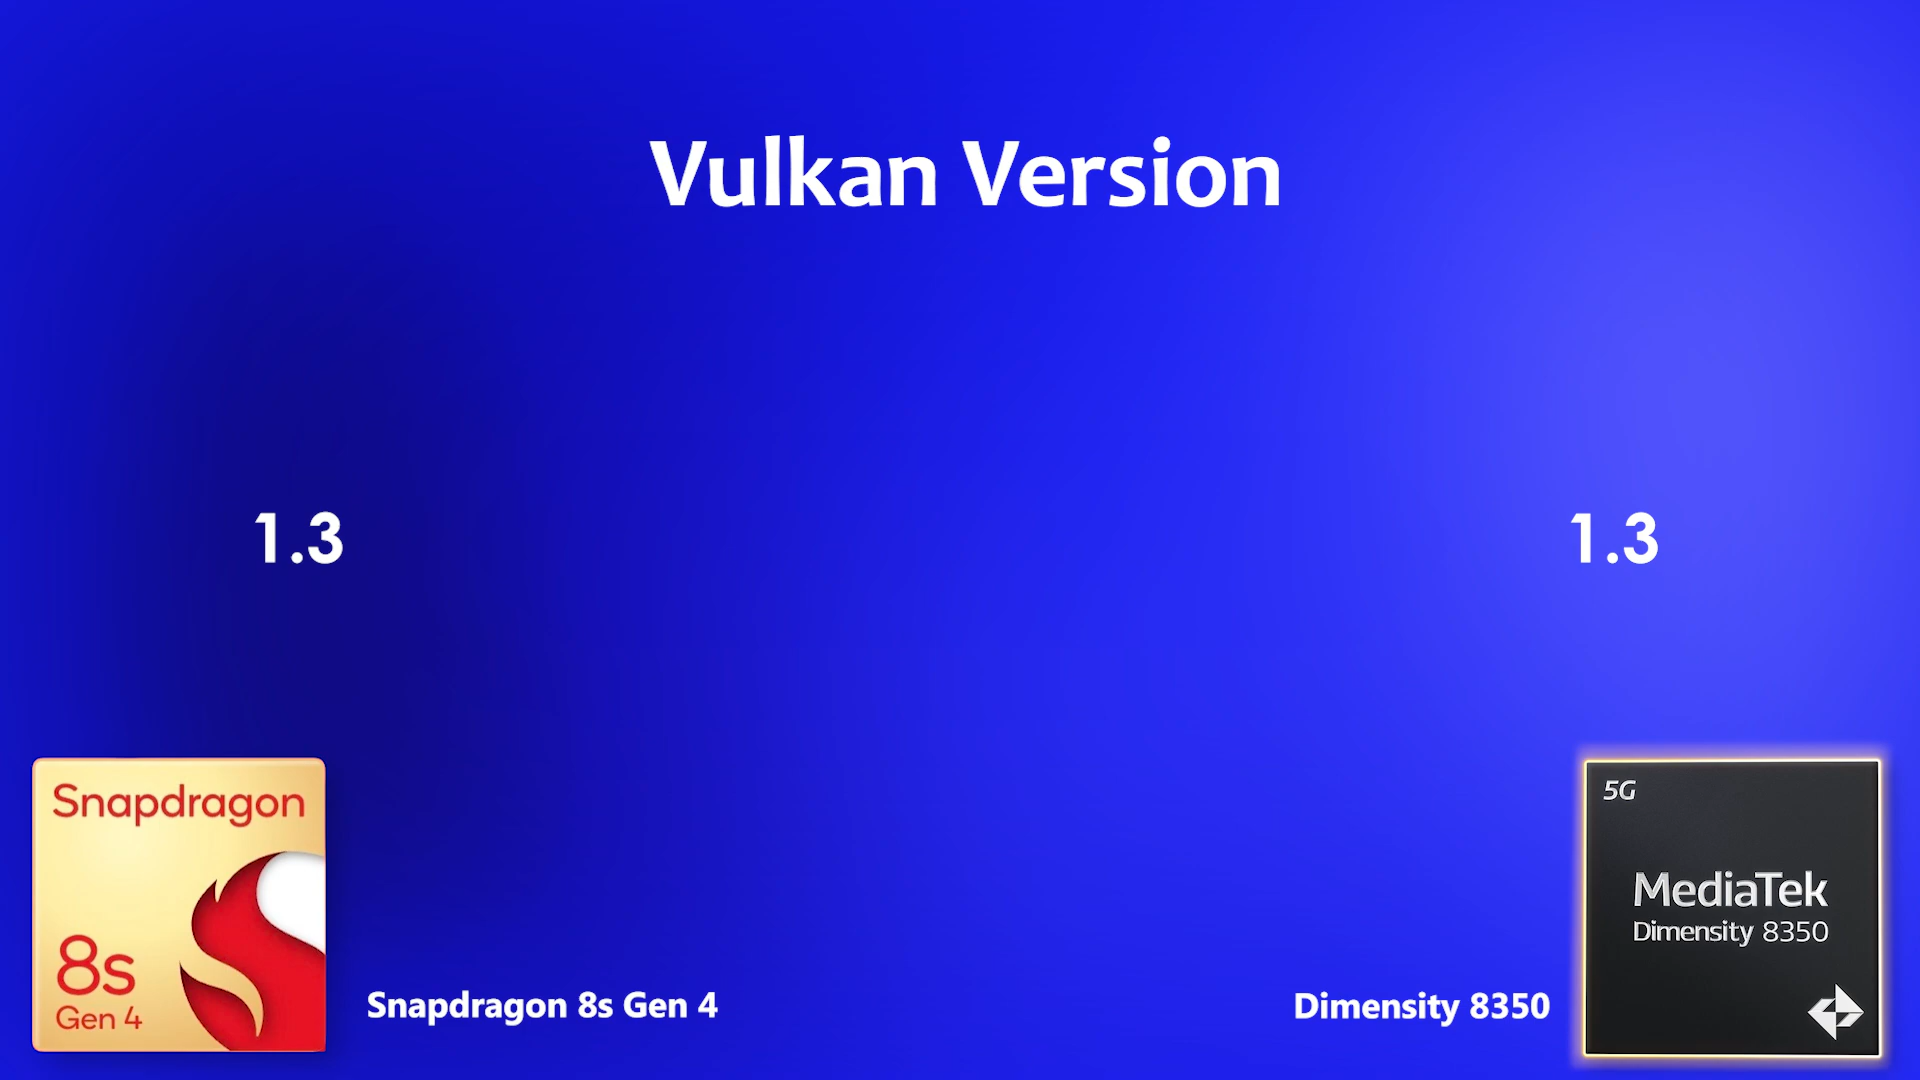 Vulkan Version
1.3
1.3
Snapdragon
8s
Gen 4
Snapdragon 8s Gen 4
Dimensity 8350
5G
MediaTek
Dimensity 8350